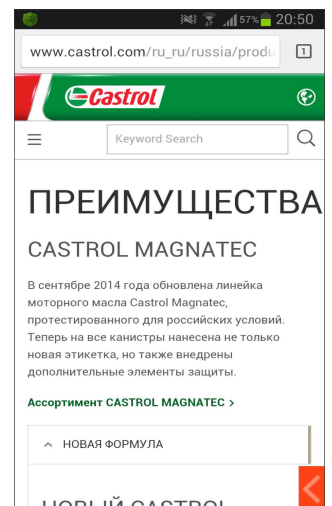 57% 20:50
www.castrol.com/ru_ru/russia/produ
1
Castrol
Keyword Search
ПРЕИМУЩЕСТВА
CASTROL MAGNATEC
В сентябре 2014 года обновлена линейка
моторного масла Castrol Magnatec,
протестированного для российских условий.
Теперь на все канистры нанесена не только
новая этикетка, но также внедрены
дополнительные элементы защиты.
Ассортимент CASTROL MAGNATEC >
НОВАЯ ФОРМУЛА
НОВЫЙ CASTROL